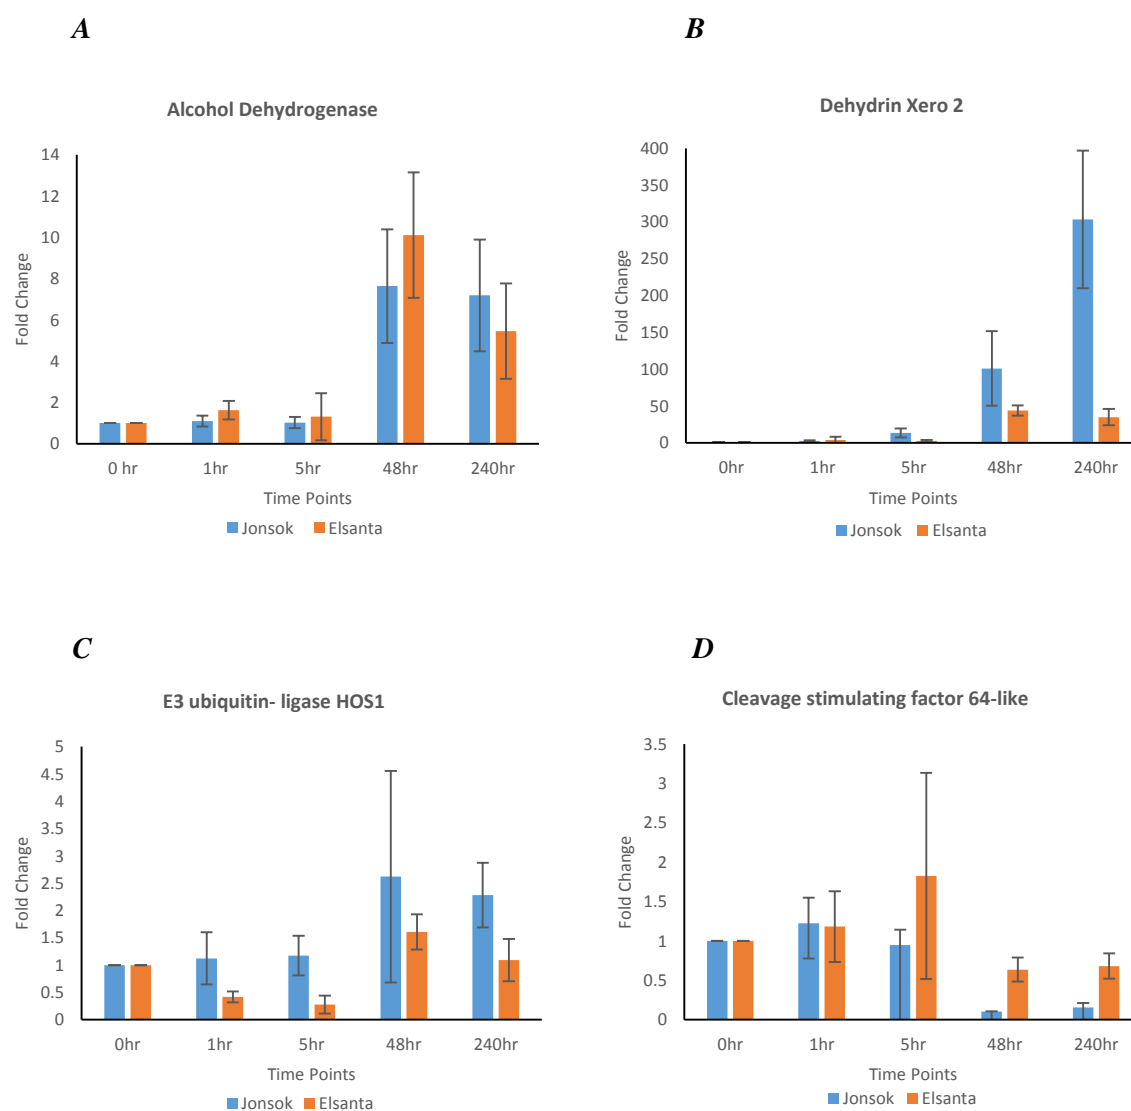 A
Alcohol Dehydrogenase
Fold Change
14
12
10
8
6
4
2
0
0 hr 1hr 5hr 48hr 240hr
Time Points
Jonsok Elsanta
B
Dehydrin Xero 2
Fold Change
400
350
300
250
200
150
100
50
0
0hr 1hr 5hr 48hr 240hr
Time Points
Jonsok Elsanta
C
E3 ubiquitin- ligase HOS1
Fold Change
5
4.5
4
3.5
3
2.5
2
1.5
1
0.5
0
0hr 1hr 5hr 48hr 240hr
Time Points
Jonsok Elsanta
D
Cleavage stimulating factor 64-like
Fold Change
3.5
3
2.5
2
1.5
1
0.5
0
0hr 1hr 5hr 48hr 240hr
Time Points
Jonsok Elsanta